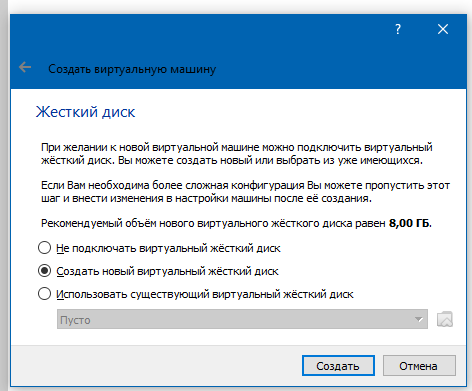 ?
Создать виртуальную машину
Жесткий диск
При желании к новой виртуальной машине можно подключить виртуальный
жёсткий диск. Вы можете создать новый или выбрать из уже имеющихся.
Если Вам необходима более сложная конфигурация Вы можете пропустить этот
шаг и внести изменения в настройки машины после её создания.
Рекомендуемый объём нового виртуального жёсткого диска равен 8,00 ГБ.
Не подключать виртуальный жёсткий диск
Создать новый виртуальный жёсткий диск
Использовать существующий виртуальный жёсткий диск
Пусто
Создать Отмена